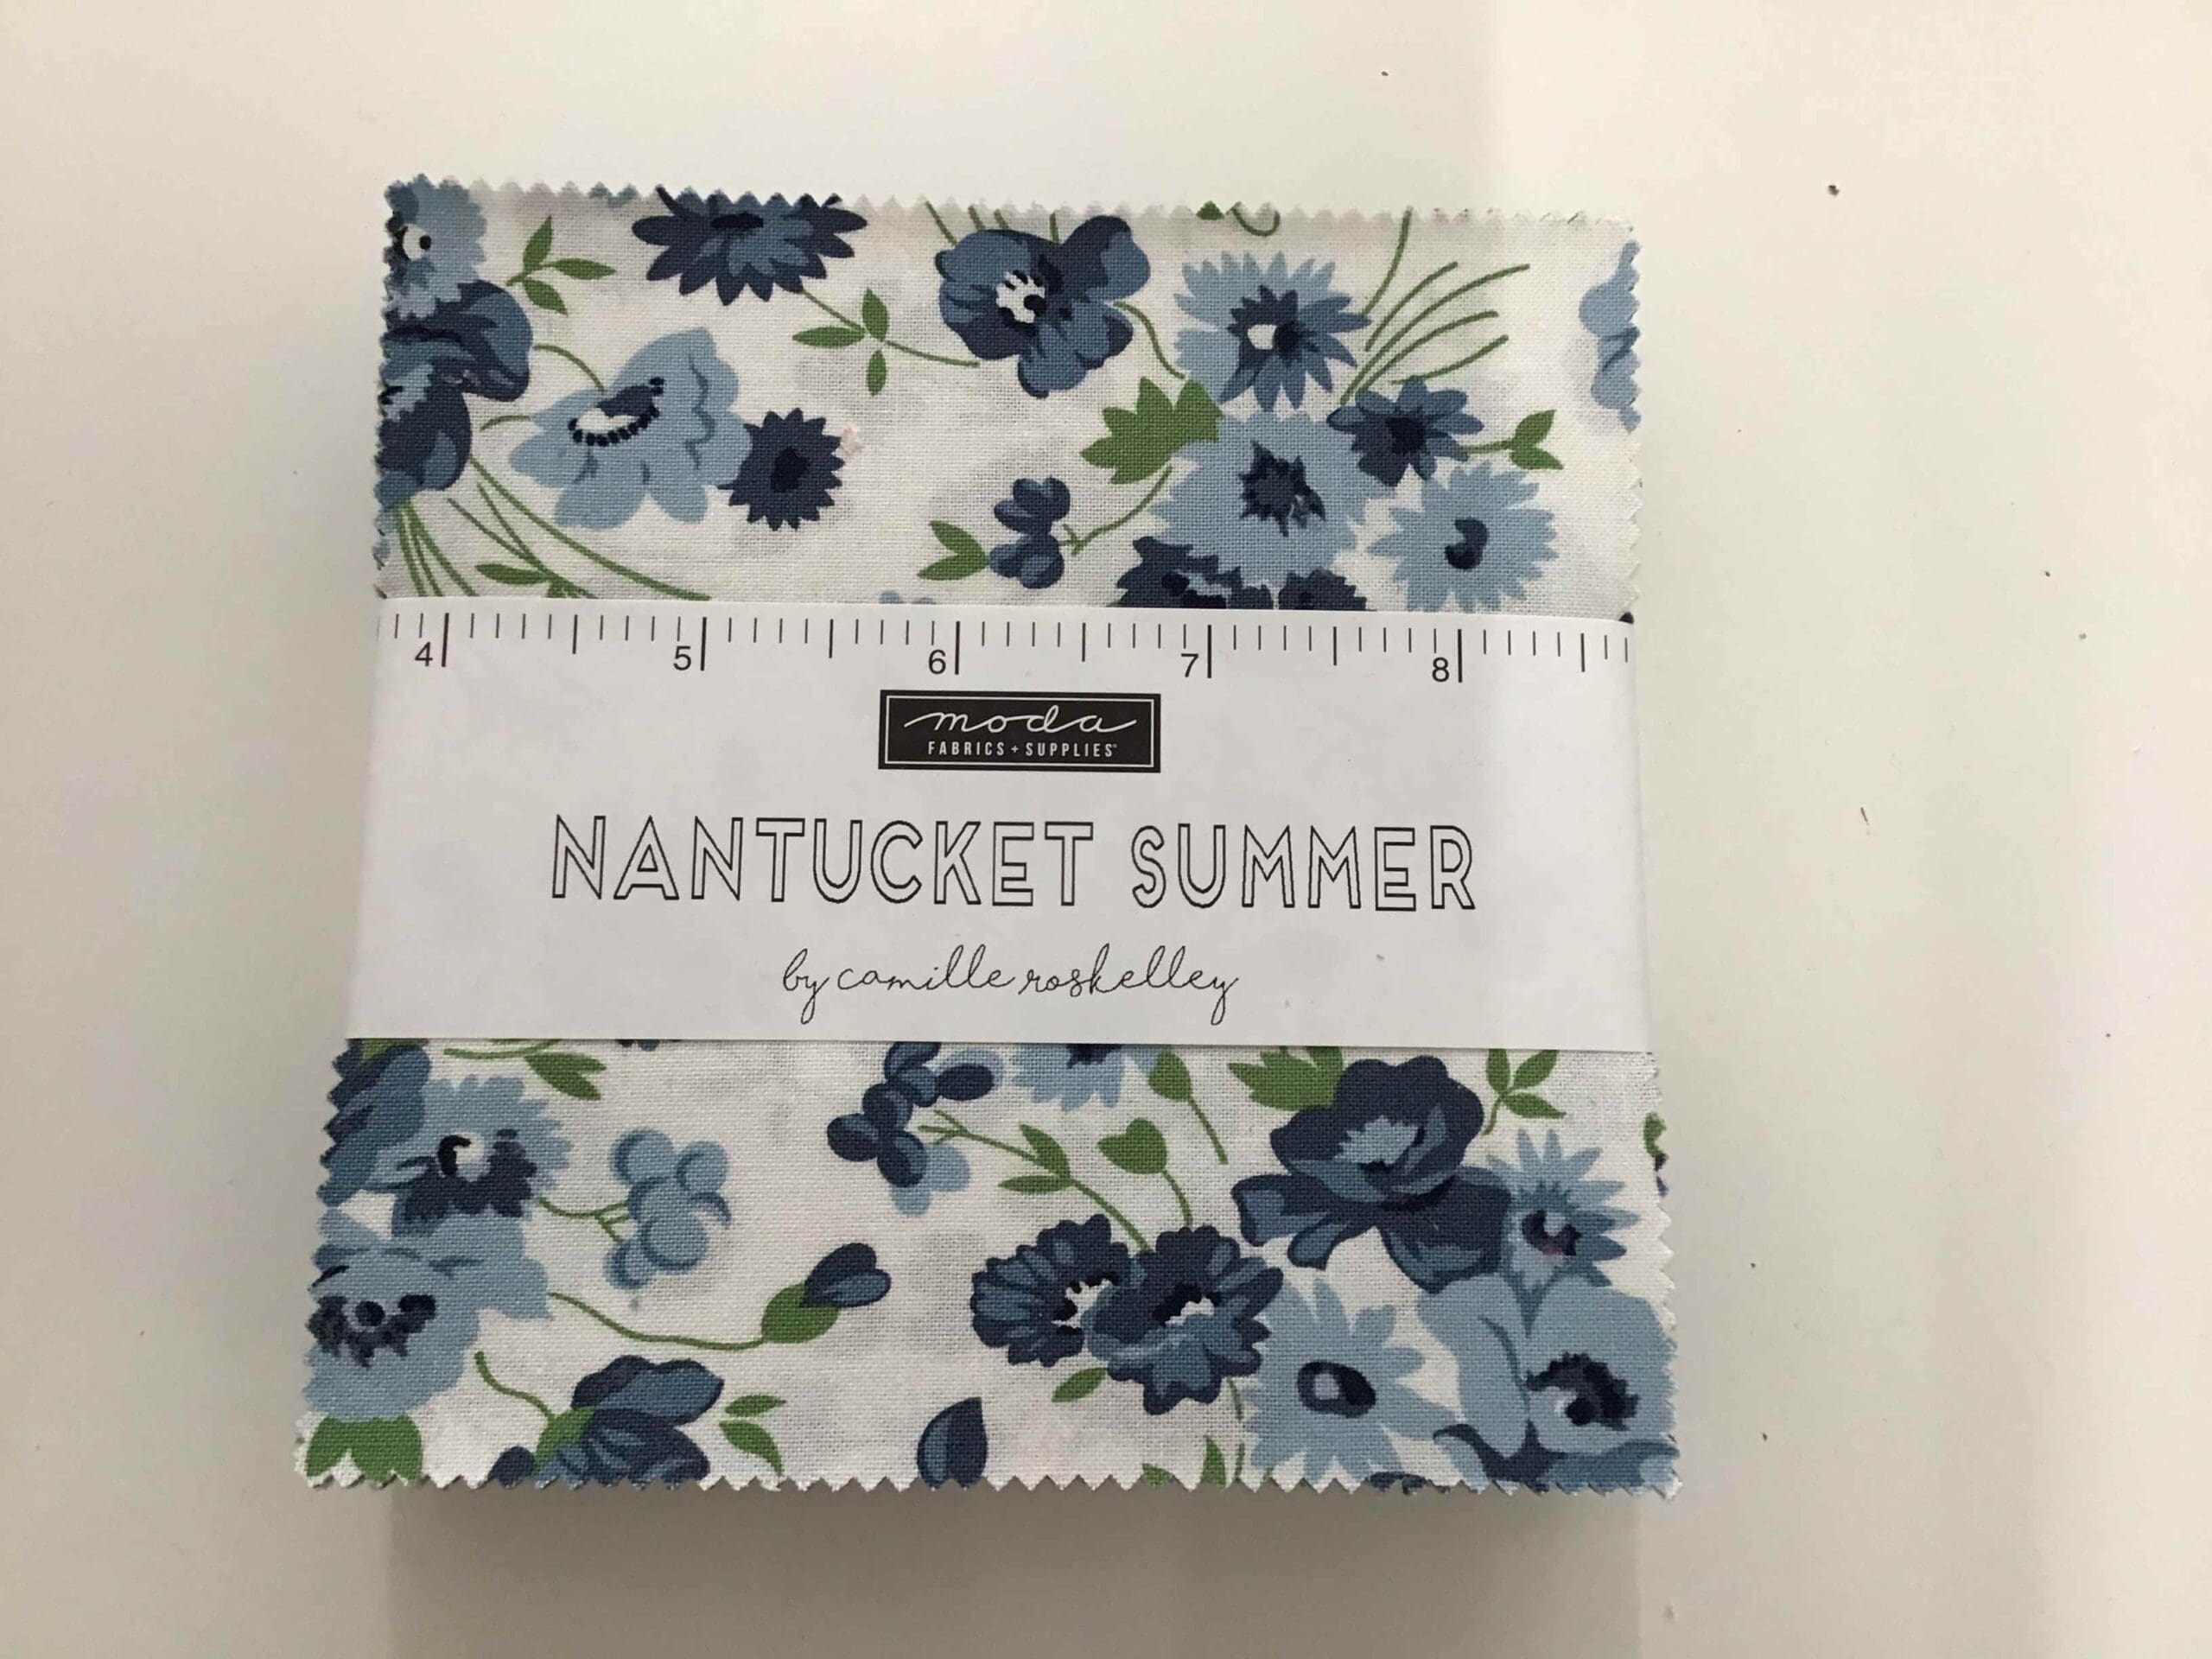 4 5 6 7 8
moda
FABRICS + SUPPLIES
NANTUCKET SUMMER
by camille roskelley